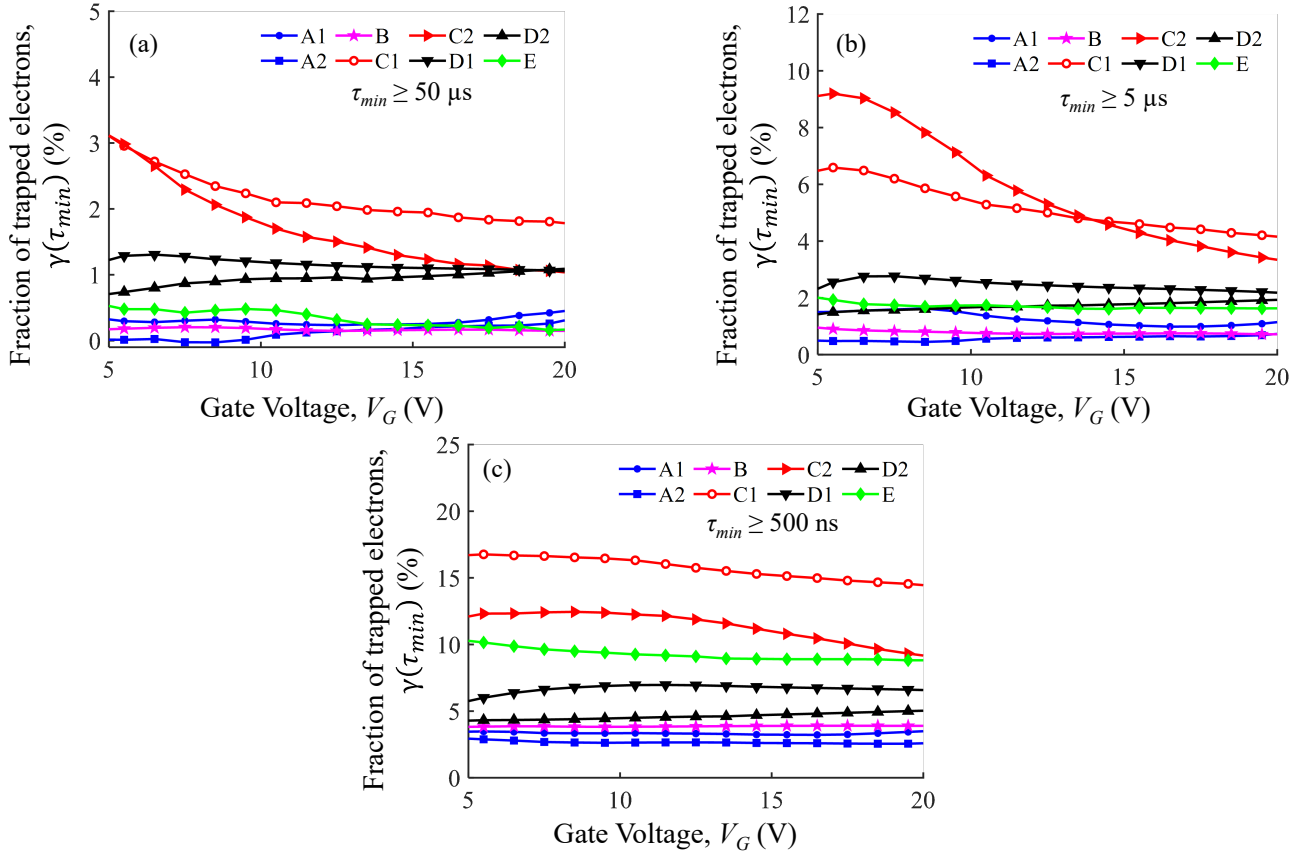 (a)
A1 B C2 D2
A2 C1 D1 E
τmin ≥ 50 µs
5
4
3
2
1
0
5 10 15 20
Gate Voltage, VG (V)
Fraction of trapped electrons,
γ(τmin) (%)
(b)
A1 B C2 D2
A2 C1 D1 E
τmin ≥ 5 µs
12
10
8
6
4
2
0
5 10 15 20
Gate Voltage, VG (V)
Fraction of trapped electrons,
γ(τmin) (%)
(c)
A1 B C2 D2
A2 C1 D1 E
τmin ≥ 500 ns
25
20
15
10
5
0
5 10 15 20
Gate Voltage, VG (V)
Fraction of trapped electrons,
γ(τmin) (%)